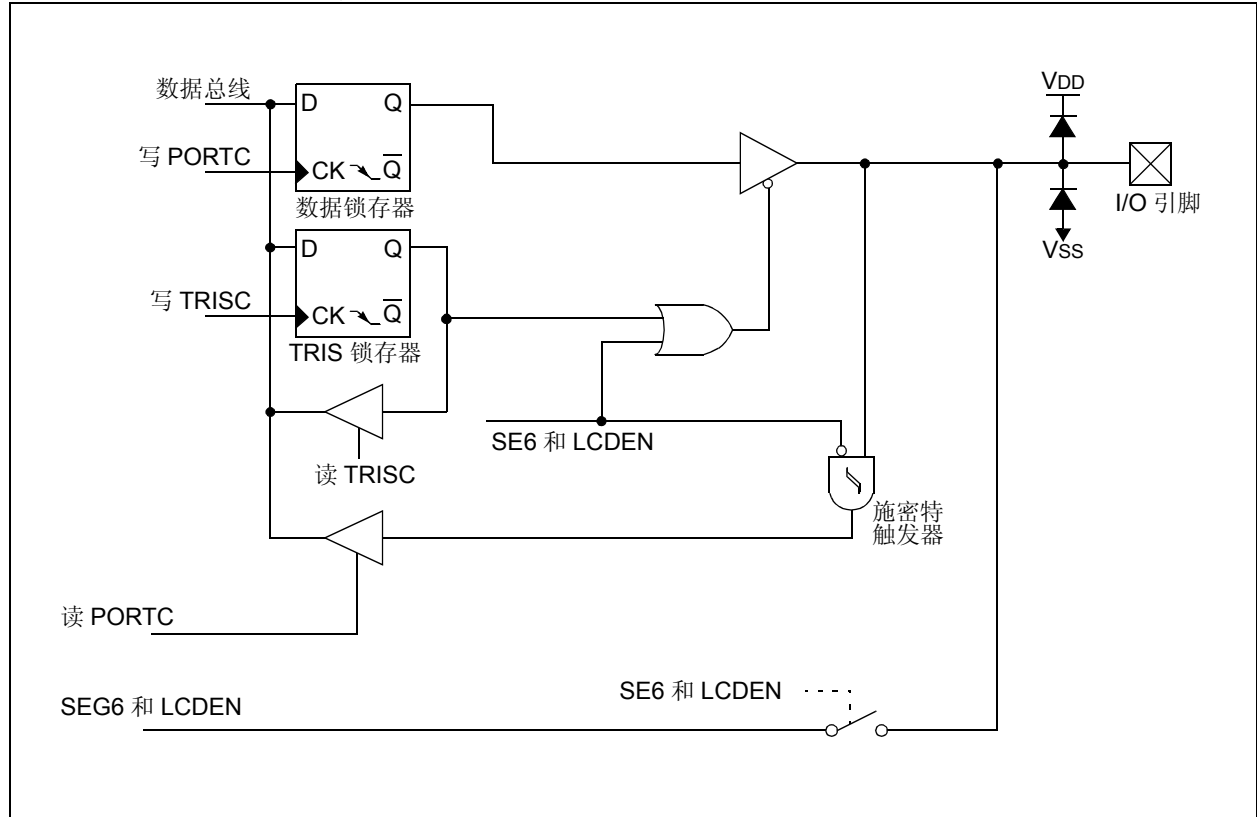 数据总线
D Q
写 PORTC
CK Q̅
数据锁存器
D Q
写 TRISC
CK Q̅
TRIS 锁存器
读 TRISC
SE6 和 LCDEN
施密特
触发器
VDD
I/O 引脚
VSS
读 PORTC
SE6 和 LCDEN
SEG6 和 LCDEN